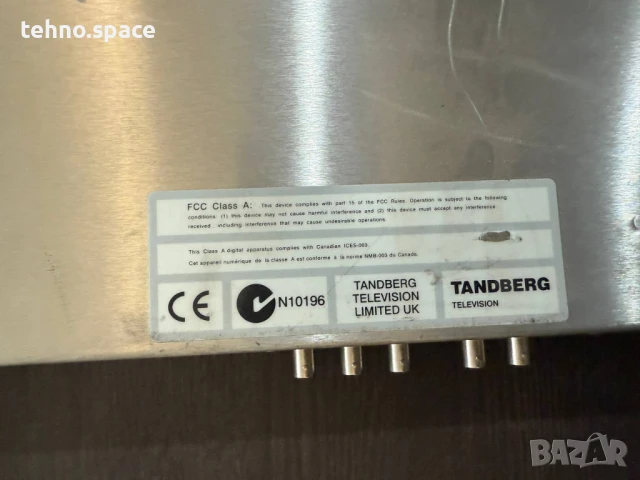 tehno.space
FCC Class A: This device complies with part 15 of the FCC Rules. Operation is subject to the following
conditions: (1) this device may not cause harmful interference and (2) this device must accept any interference
received, including interference that may cause undesirable operations.
This Class A digital apparatus complies with Canadian ICES-003.
Cet appareil numérique de la classe A est conforme à la norme NMB-003 du Canada.
CE
N10196
TANDBERG
TELEVISION
LIMITED UK
TANDBERG
TELEVISION
BAZAR